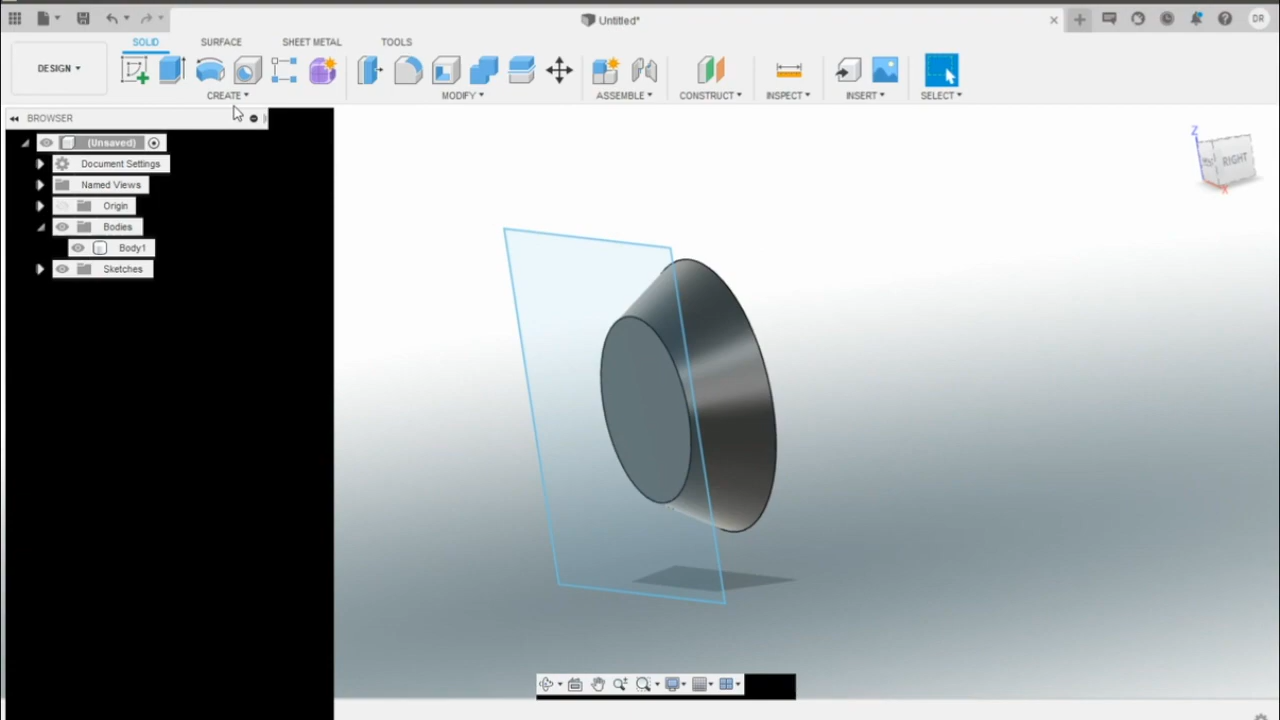 Untitled*
DR
SOLID SURFACE SHEET METAL TOOLS
DESIGN
CREATE MODIFY ASSEMBLE CONSTRUCT INSPECT INSERT SELECT
BROWSER
(Unsaved)
Document Settings
Named Views
Origin
Bodies
Body1
Sketches
Z
RIGHT
X